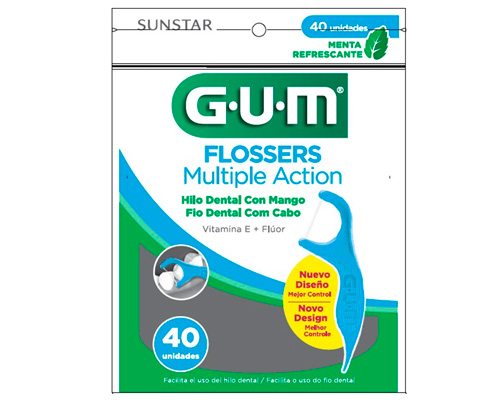 SUNSTAR
40 unidades
MENTA
REFRESCANTE
G·U·M®
FLOSSERS
Multiple Action
Hilo Dental Con Mango
Fio Dental Com Cabo
Vitamina E + Flúor
Nuevo
Diseño
Mejor Control
Novo
Design
Melhor
Controle
GUM
40
unidades
Facilita el uso del hilo dental / Facilita o uso do fio dental